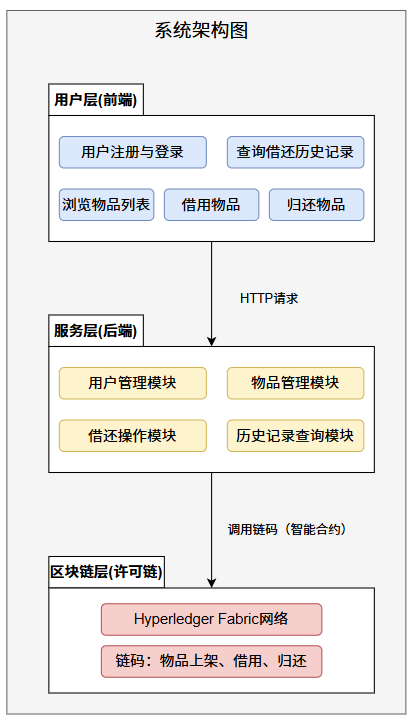 系统架构图
用户层(前端)
用户注册与登录
查询借还历史记录
浏览物品列表
借用物品
归还物品
HTTP请求
服务层(后端)
用户管理模块
物品管理模块
借还操作模块
历史记录查询模块
调用链码（智能合约）
区块链层(许可链)
Hyperledger Fabric网络
链码：物品上架、借用、归还